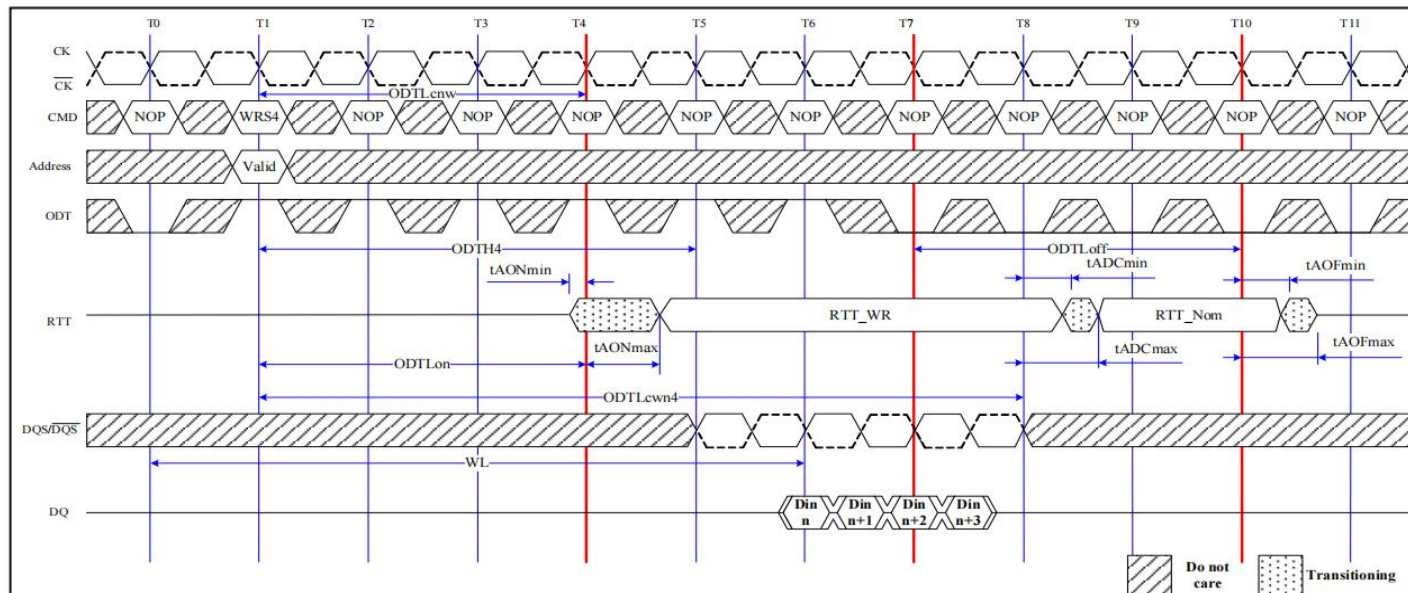 T0 T1 T2 T3 T4 T5 T6 T7 T8 T9 T10 T11
CK
CK
ODTLcnw
CMD NOP WRS4 NOP NOP NOP NOP NOP NOP NOP NOP NOP NOP
Address Valid
ODT
ODTH4 ODTLoff
tAONmin tADCmin tAOFmin
RTT RTT_WR RTT_Nom
tAONmax tADCmax tAOFmax
ODTLon
ODTLcwn4
DQS/DQS
WL
DQ Din n Din n+1 Din n+2 Din n+3
Do not care Transitioning